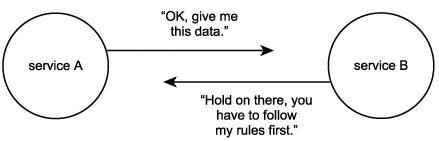 “OK, give me
this data.”
service A
service B
“Hold on there, you
have to follow
my rules first.”